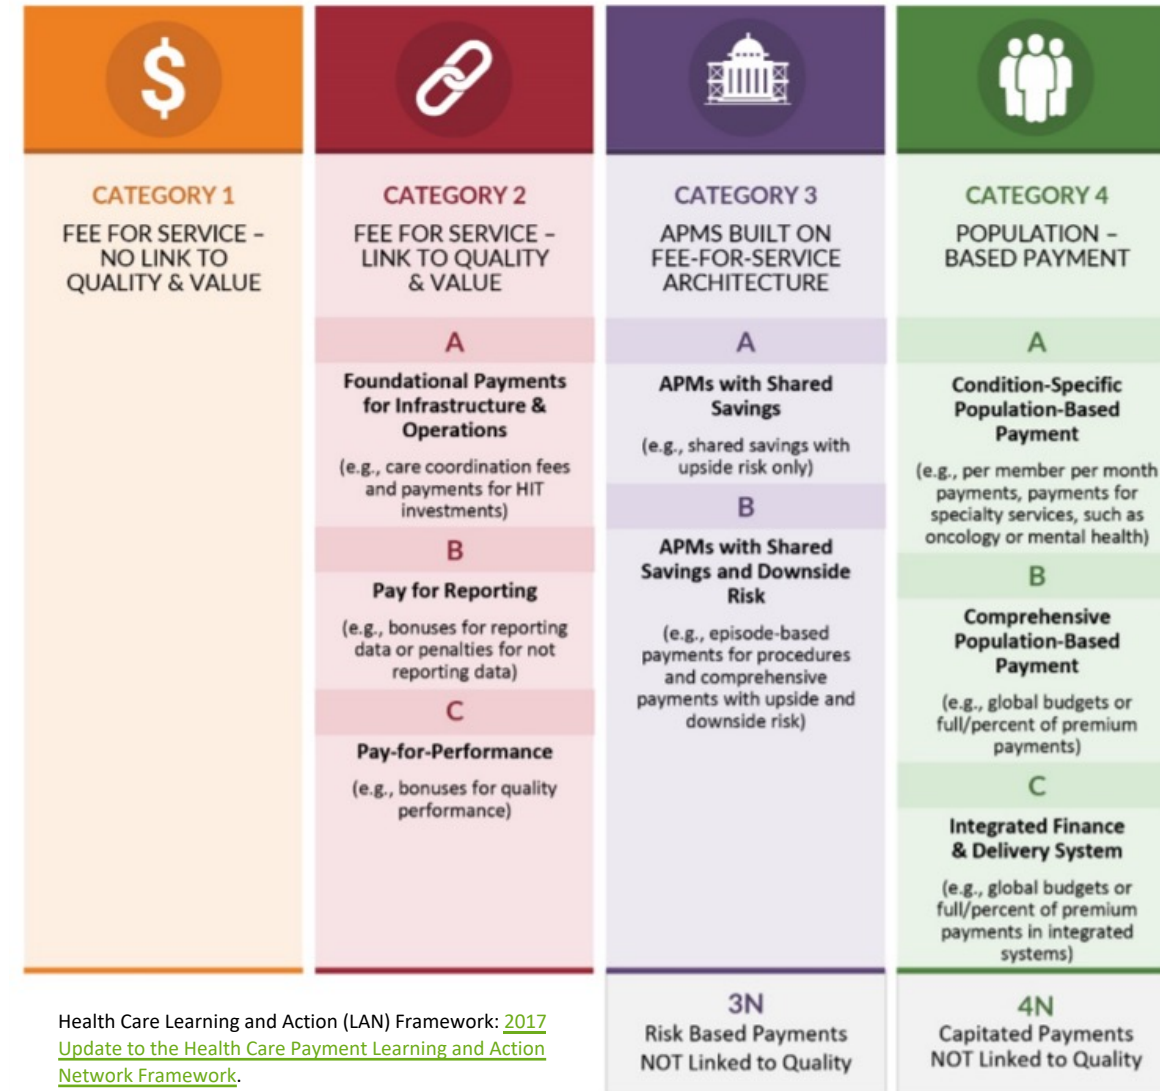 $
CATEGORY 1
FEE FOR SERVICE –
NO LINK TO
QUALITY & VALUE
CATEGORY 2
FEE FOR SERVICE –
LINK TO QUALITY
& VALUE
A
Foundational Payments
for Infrastructure &
Operations
(e.g., care coordination fees
and payments for HIT
investments)
B
Pay for Reporting
(e.g., bonuses for reporting
data or penalties for not
reporting data)
C
Pay-for-Performance
(e.g., bonuses for quality
performance)
CATEGORY 3
APMS BUILT ON
FEE-FOR-SERVICE
ARCHITECTURE
A
APMs with Shared
Savings
(e.g., shared savings with
upside risk only)
B
APMs with Shared
Savings and Downside
Risk
(e.g., episode-based
payments for procedures
and comprehensive
payments with upside and
downside risk)
3N
Risk Based Payments
NOT Linked to Quality
CATEGORY 4
POPULATION –
BASED PAYMENT
A
Condition-Specific
Population-Based
Payment
(e.g., per member per month
payments, payments for
specialty services, such as
oncology or mental health)
B
Comprehensive
Population-Based
Payment
(e.g., global budgets or
full/percent of premium
payments)
C
Integrated Finance
& Delivery System
(e.g., global budgets or
full/percent of premium
payments in integrated
systems)
4N
Capitated Payments
NOT Linked to Quality
Health Care Learning and Action (LAN) Framework: 2017
Update to the Health Care Payment Learning and Action
Network Framework.